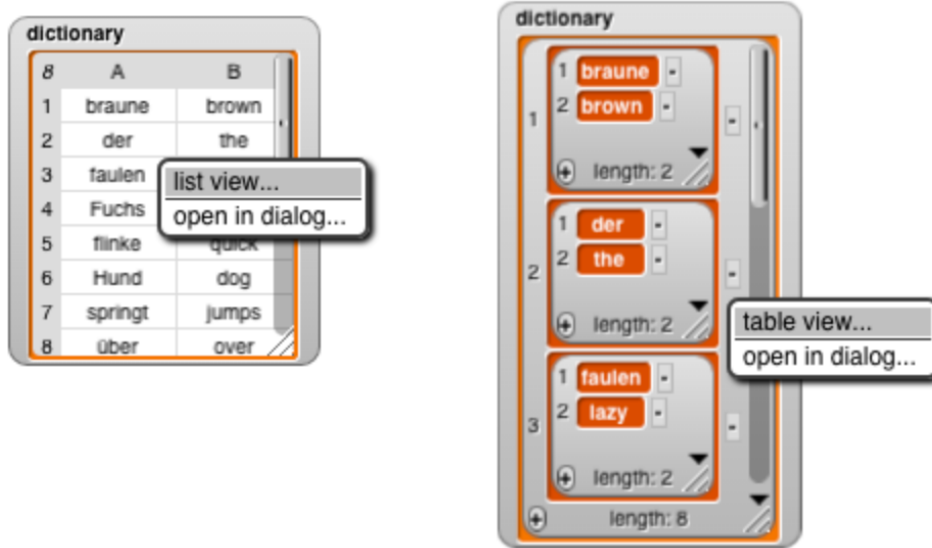 dictionary
8 A B
1 braune brown
2 der the
3 faulen
4 Fuchs
5 flinke quick
6 Hund dog
7 springt jumps
8 über over
list view...
open in dialog...
dictionary
1
1 braune -
2 brown -
-
+ length: 2
2
1 der -
2 the -
-
+ length: 2
3
1 faulen -
2 lazy -
-
+ length: 2
+ length: 8
table view...
open in dialog...